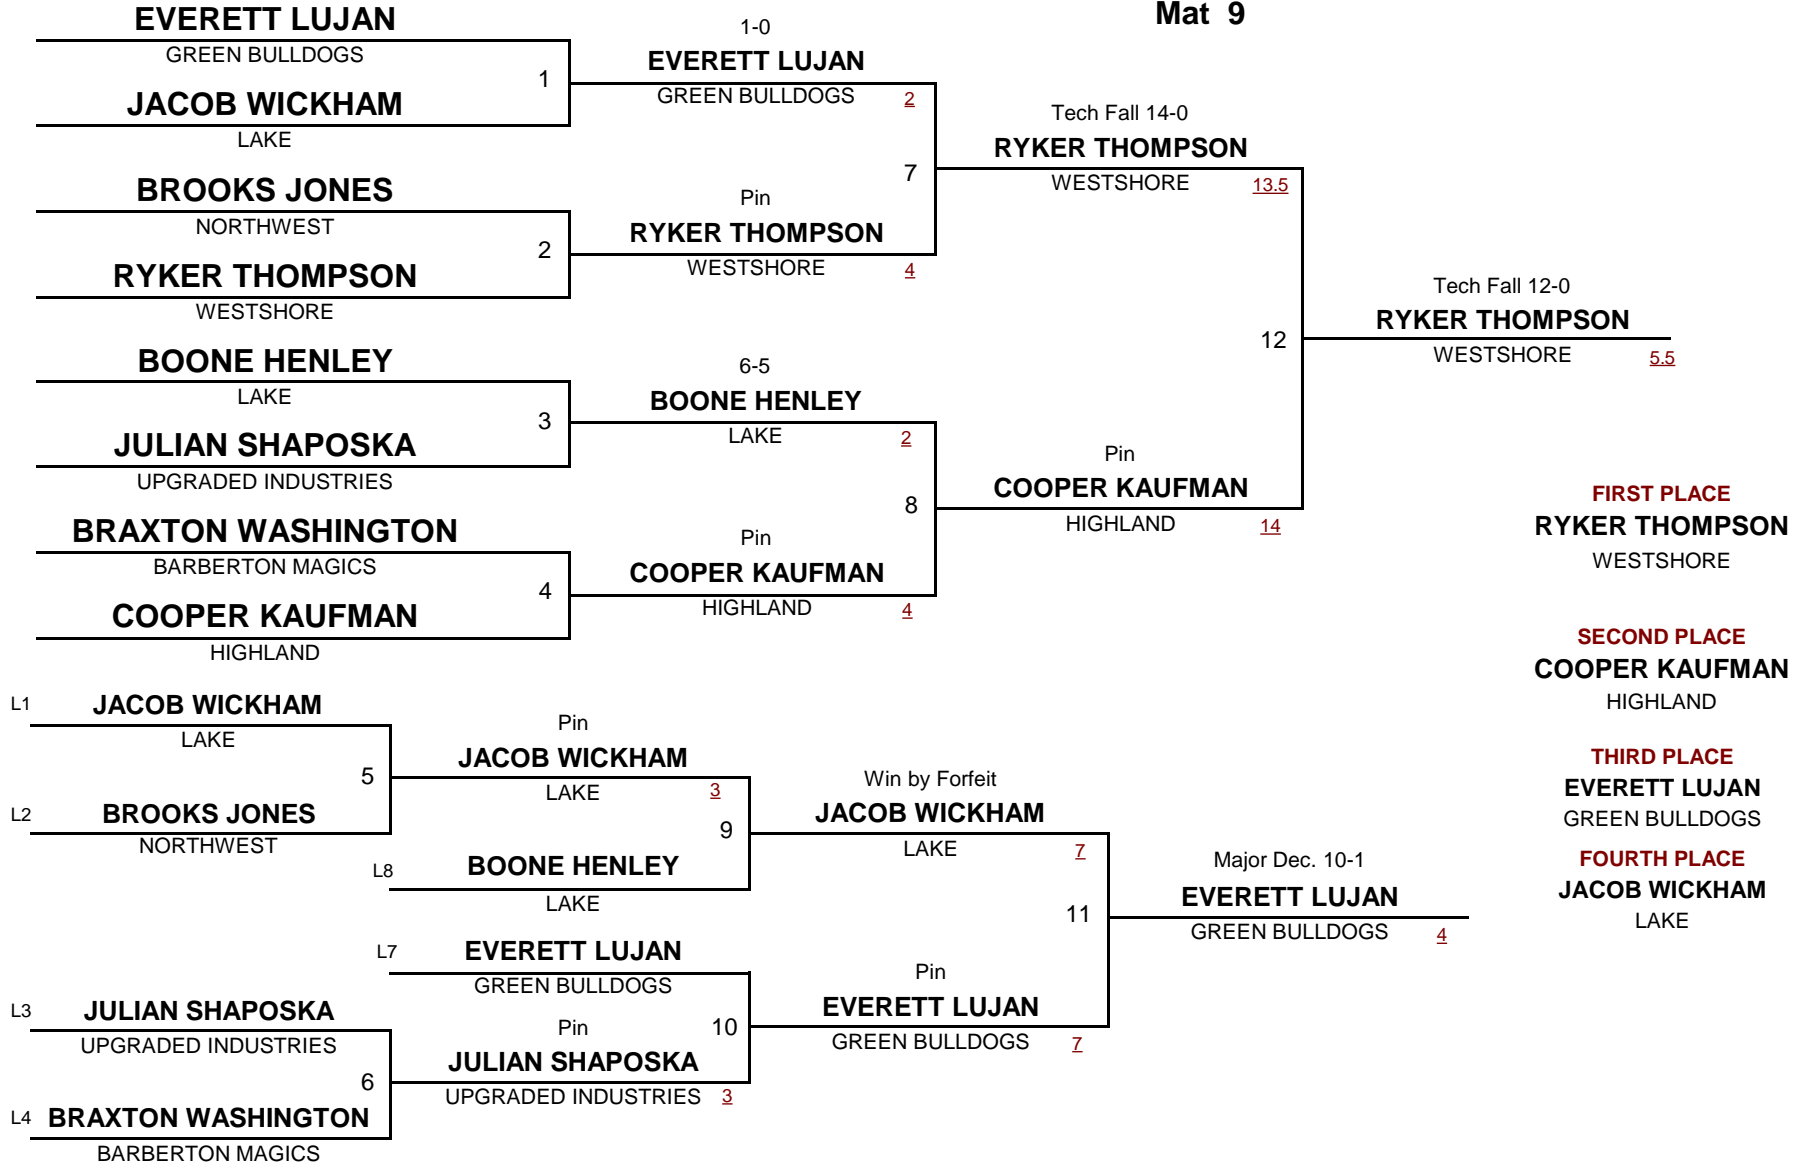 Mat 9
EVERETT LUJAN
GREEN BULLDOGS
1
JACOB WICKHAM
LAKE
BROOKS JONES
NORTHWEST
2
RYKER THOMPSON
WESTSHORE
BOONE HENLEY
LAKE
3
JULIAN SHAPOSKA
UPGRADED INDUSTRIES
BRAXTON WASHINGTON
BARBERTON MAGICS
4
COOPER KAUFMAN
HIGHLAND
1-0
EVERETT LUJAN
GREEN BULLDOGS 2
7
Pin
RYKER THOMPSON
WESTSHORE 4
6-5
BOONE HENLEY
LAKE 2
8
Pin
COOPER KAUFMAN
HIGHLAND 4
Tech Fall 14-0
RYKER THOMPSON
WESTSHORE 13.5
12
Pin
COOPER KAUFMAN
HIGHLAND 14
Tech Fall 12-0
RYKER THOMPSON
WESTSHORE 5.5
FIRST PLACE
RYKER THOMPSON
WESTSHORE
SECOND PLACE
COOPER KAUFMAN
HIGHLAND
THIRD PLACE
EVERETT LUJAN
GREEN BULLDOGS
FOURTH PLACE
JACOB WICKHAM
LAKE
L1 JACOB WICKHAM
LAKE
5
L2 BROOKS JONES
NORTHWEST
Pin
JACOB WICKHAM
LAKE 3
9
L8 BOONE HENLEY
LAKE
L7 EVERETT LUJAN
GREEN BULLDOGS
10
L3 JULIAN SHAPOSKA
UPGRADED INDUSTRIES
6
L4 BRAXTON WASHINGTON
BARBERTON MAGICS
Pin
JULIAN SHAPOSKA
UPGRADED INDUSTRIES 3
Win by Forfeit
JACOB WICKHAM
LAKE 7
11
Pin
EVERETT LUJAN
GREEN BULLDOGS 7
Major Dec. 10-1
EVERETT LUJAN
GREEN BULLDOGS 4